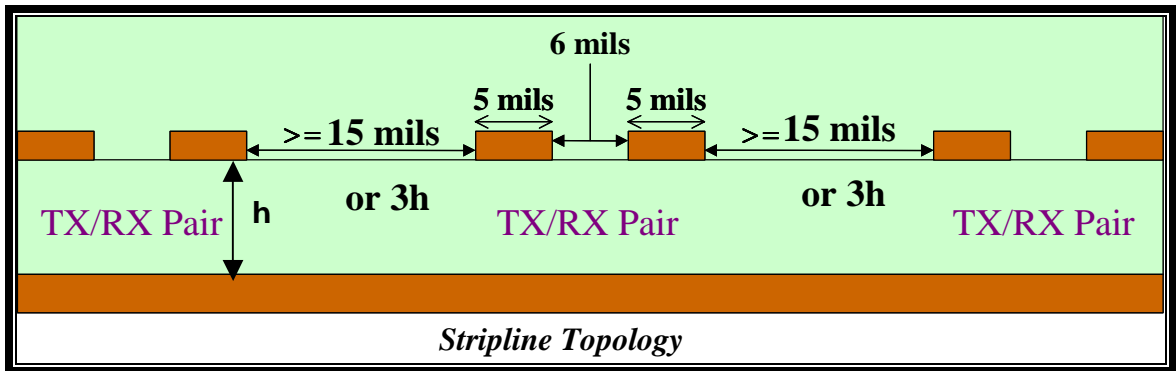 6 mils
5 mils 5 mils
>=15 mils >=15 mils
or 3h or 3h
h
TX/RX Pair TX/RX Pair TX/RX Pair
Stripline Topology